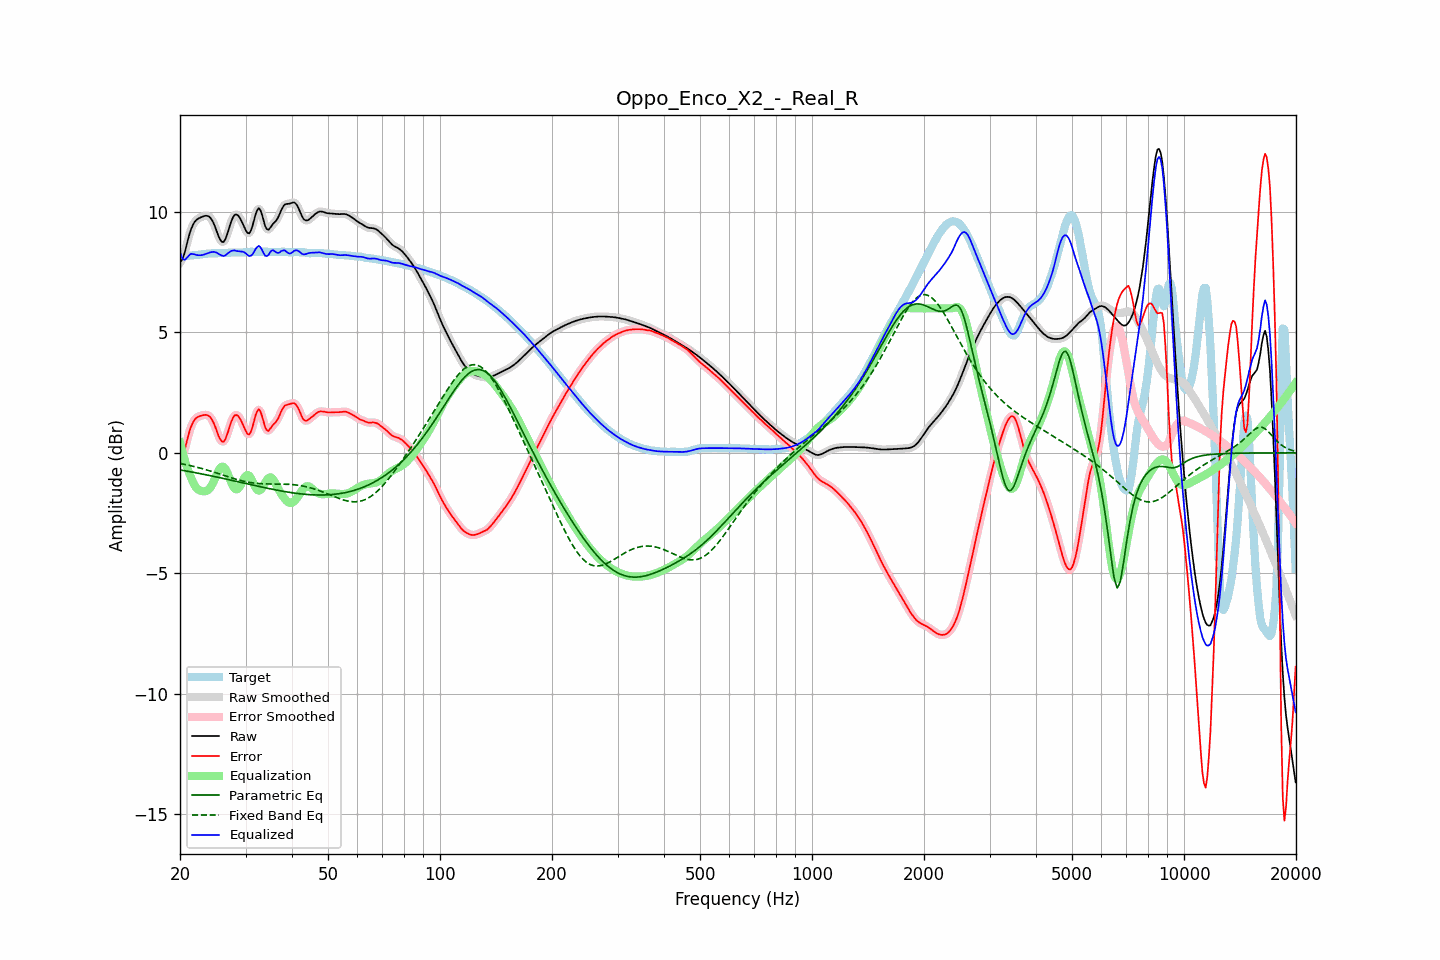 Oppo_Enco_X2_-_Real_R
Amplitude (dBr)
10
5
0
−5
−10
−15
Target
Raw Smoothed
Error Smoothed
Raw
Error
Equalization
Parametric Eq
Fixed Band Eq
Equalized
20 50 100 200 500 1000 2000 5000 10000 20000
Frequency (Hz)